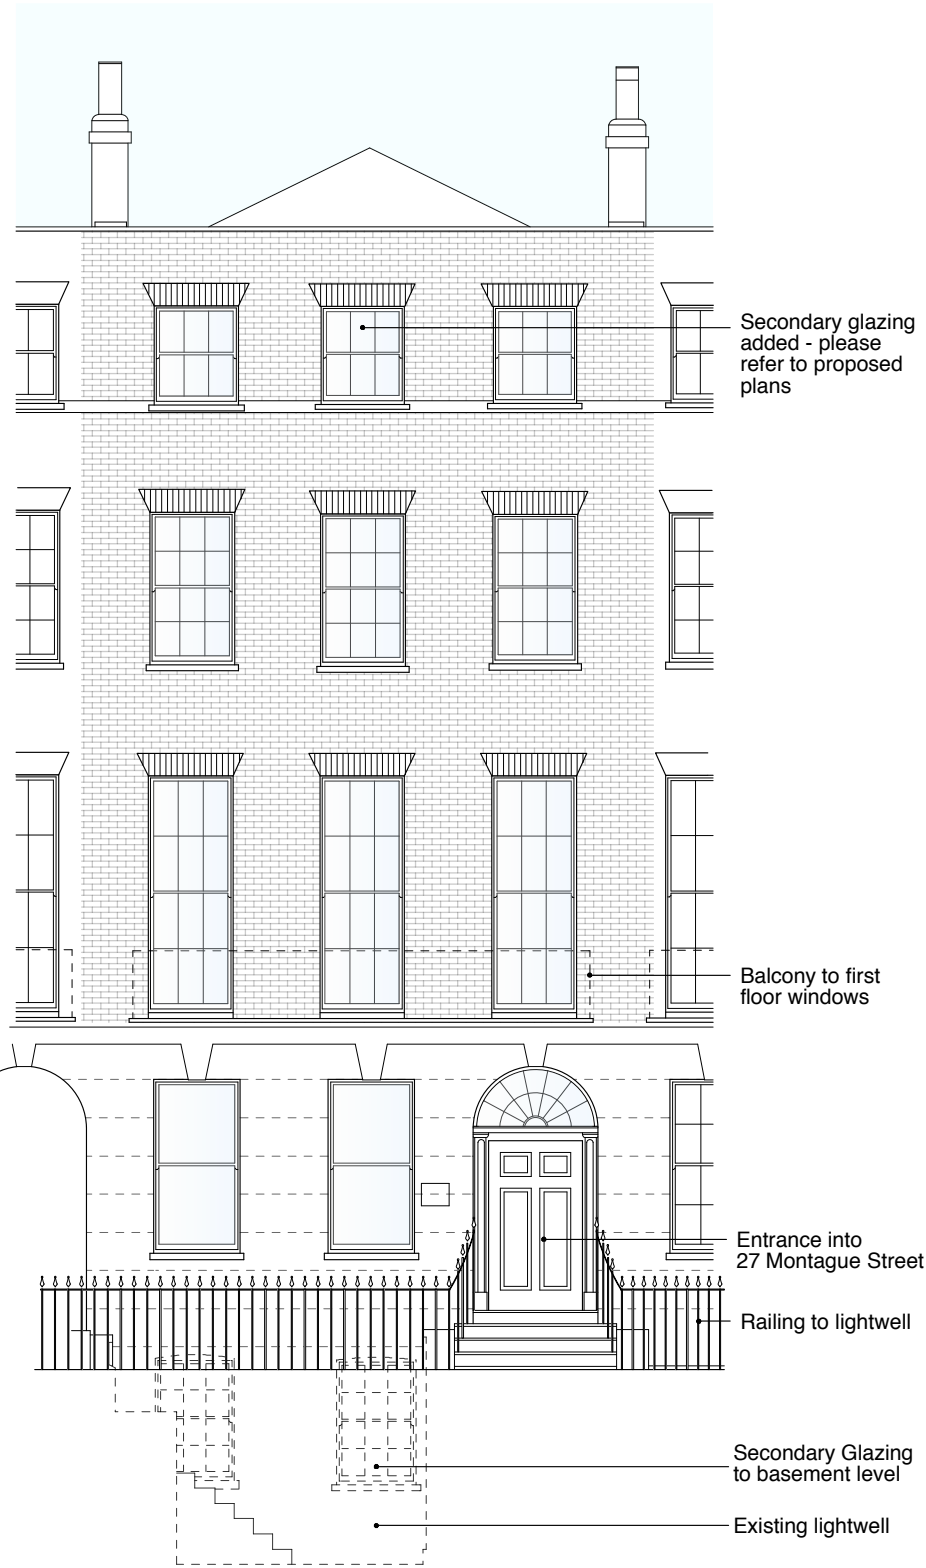 Secondary glazing
added - please
refer to proposed
plans
Balcony to first
floor windows
Entrance into
27 Montague Street
Railing to lightwell
Secondary Glazing
to basement level
Existing lightwell